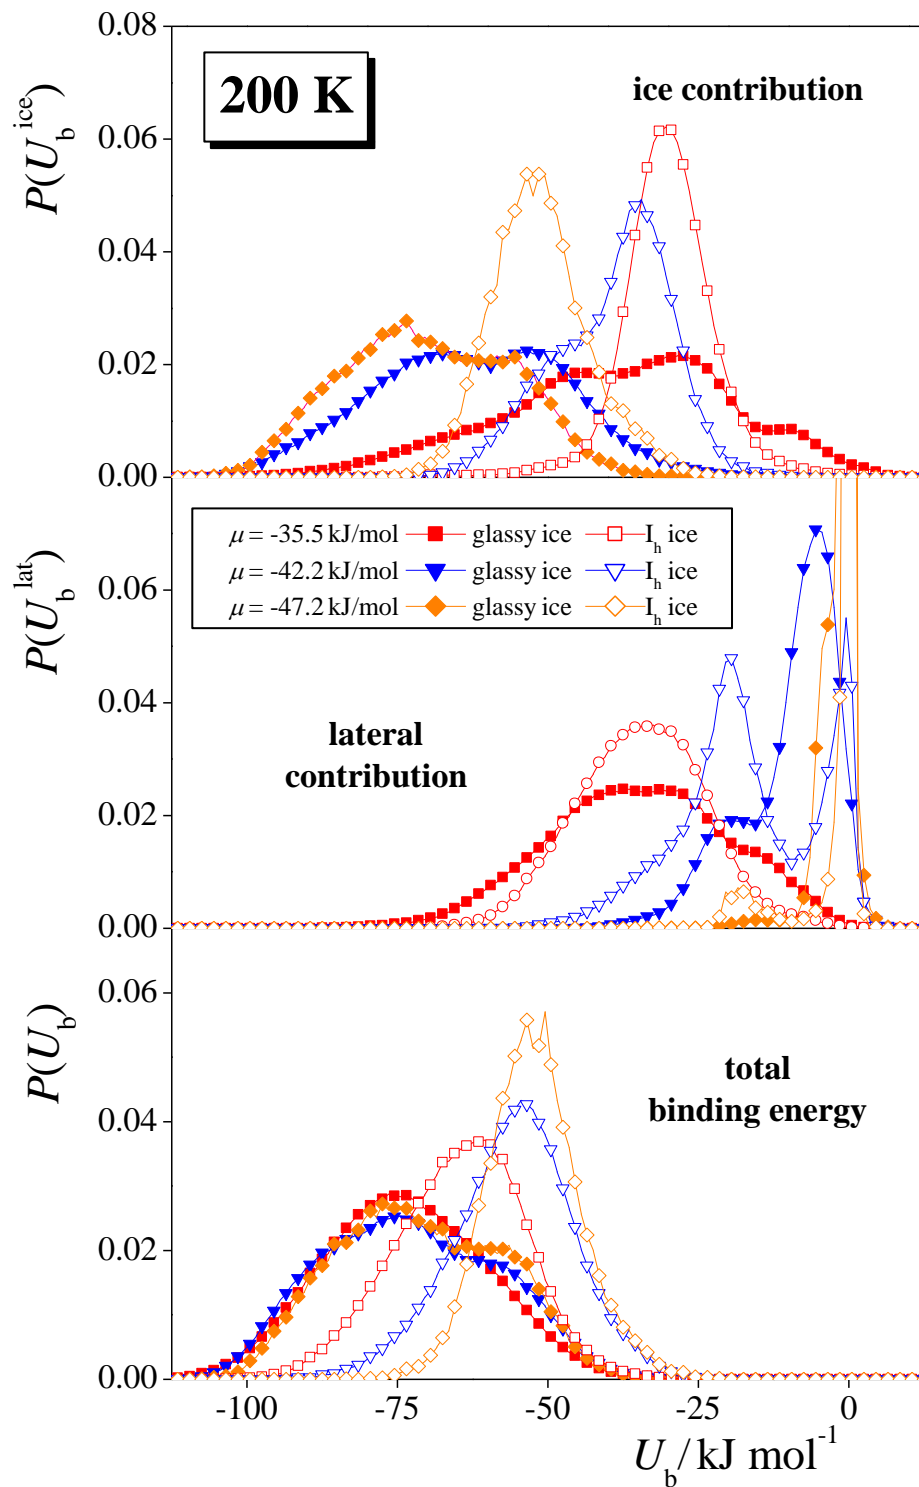 0.08
200 K
ice contribution
P(U_b^ice)
0.06
0.04
0.02
0.00
μ = -35.5 kJ/mol glassy ice I_h ice
μ = -42.2 kJ/mol glassy ice I_h ice
μ = -47.2 kJ/mol glassy ice I_h ice
P(U_b^lat)
0.06
0.04
lateral
contribution
0.02
0.00
P(U_b)
0.06
total
binding energy
0.04
0.02
0.00
-100 -75 -50 -25 0
U_b/kJ mol^-1